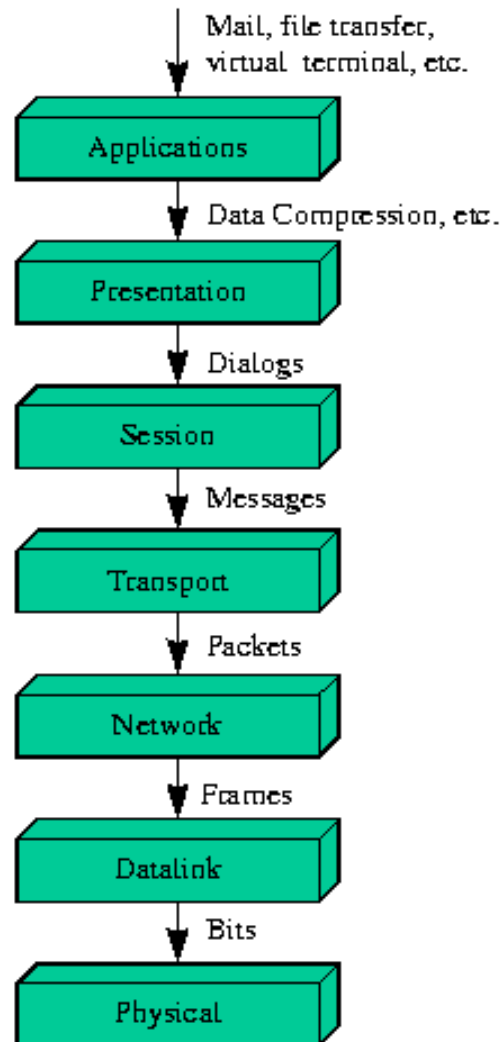 Mail, file transfer,
virtual terminal, etc.
Applications
Data Compression, etc.
Presentation
Dialogs
Session
Messages
Transport
Packets
Network
Frames
Datalink
Bits
Physical